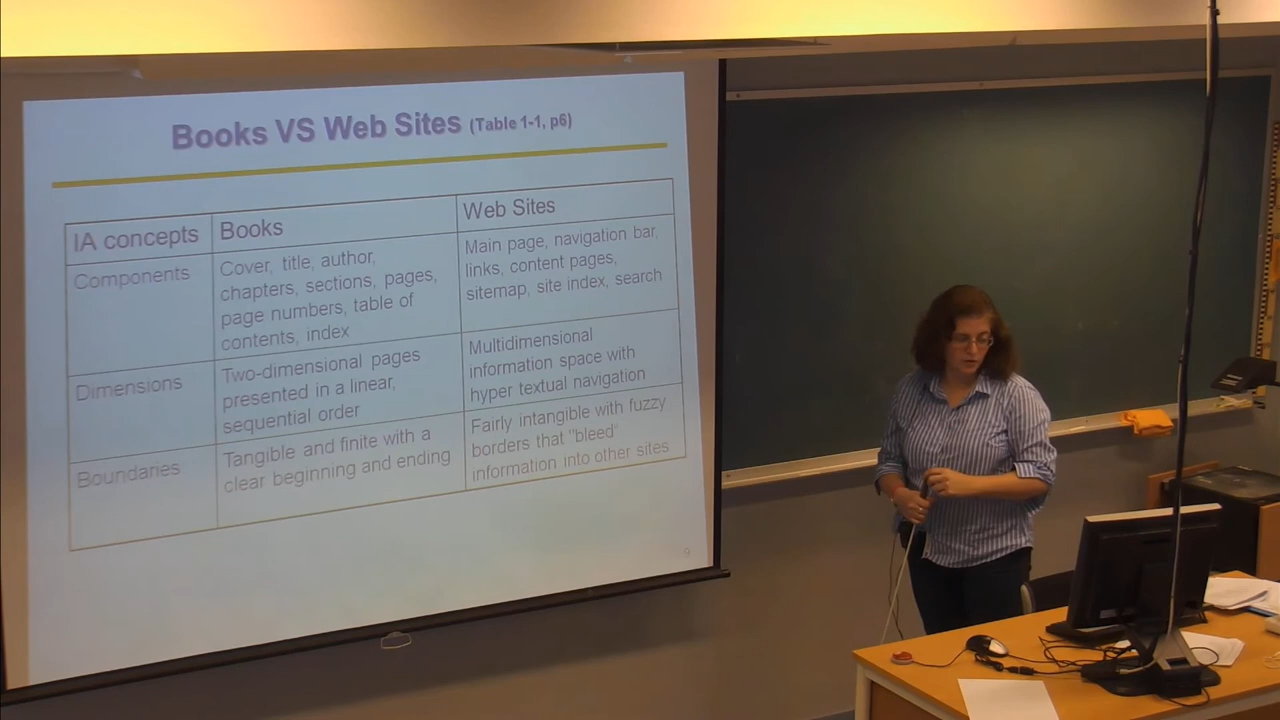 Books VS Web Sites (Table 1-1, p6)
IA concepts
Books
Web Sites
Components
Cover, title, author,
chapters, sections, pages,
page numbers, table of
contents, index
Main page, navigation bar,
links, content pages,
sitemap, site index, search
Dimensions
Two-dimensional pages
presented in a linear,
sequential order
Multidimensional
information space with
hyper textual navigation
Boundaries
Tangible and finite with a
clear beginning and ending
Fairly intangible with fuzzy
borders that "bleed"
information into other sites
9